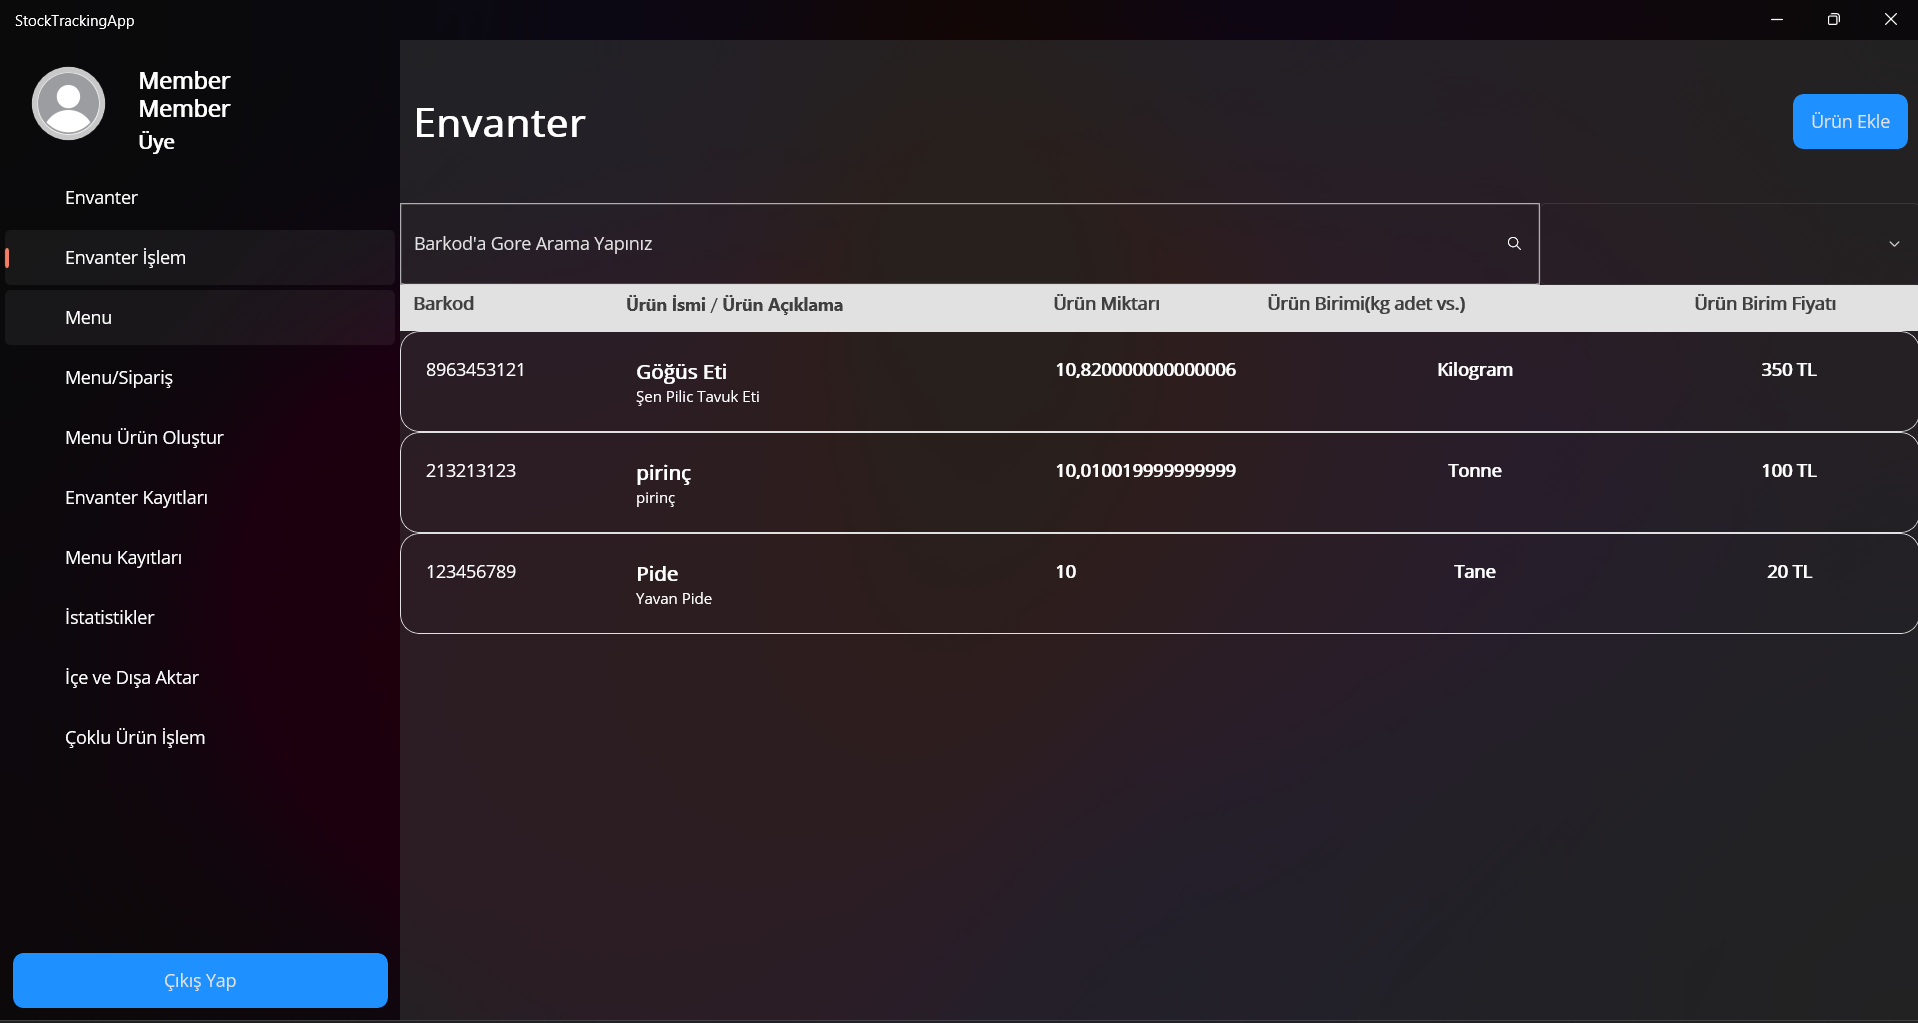 StockTrackingApp
Member
Member
Üye
Envanter
Envanter İşlem
Menu
Menu/Sipariş
Menu Ürün Oluştur
Envanter Kayıtları
Menu Kayıtları
İstatistikler
İçe ve Dışa Aktar
Çoklu Ürün İşlem
Çıkış Yap
Envanter
Ürün Ekle
Barkod'a Gore Arama Yapınız
Barkod Ürün İsmi / Ürün Açıklama Ürün Miktarı Ürün Birimi(kg adet vs.) Ürün Birim Fiyatı
8963453121 Göğüs Eti 10,820000000000006 Kilogram 350 TL
Şen Pilic Tavuk Eti
213213123 pirinç 10,010019999999999 Tonne 100 TL
pirinç
123456789 Pide 10 Tane 20 TL
Yavan Pide